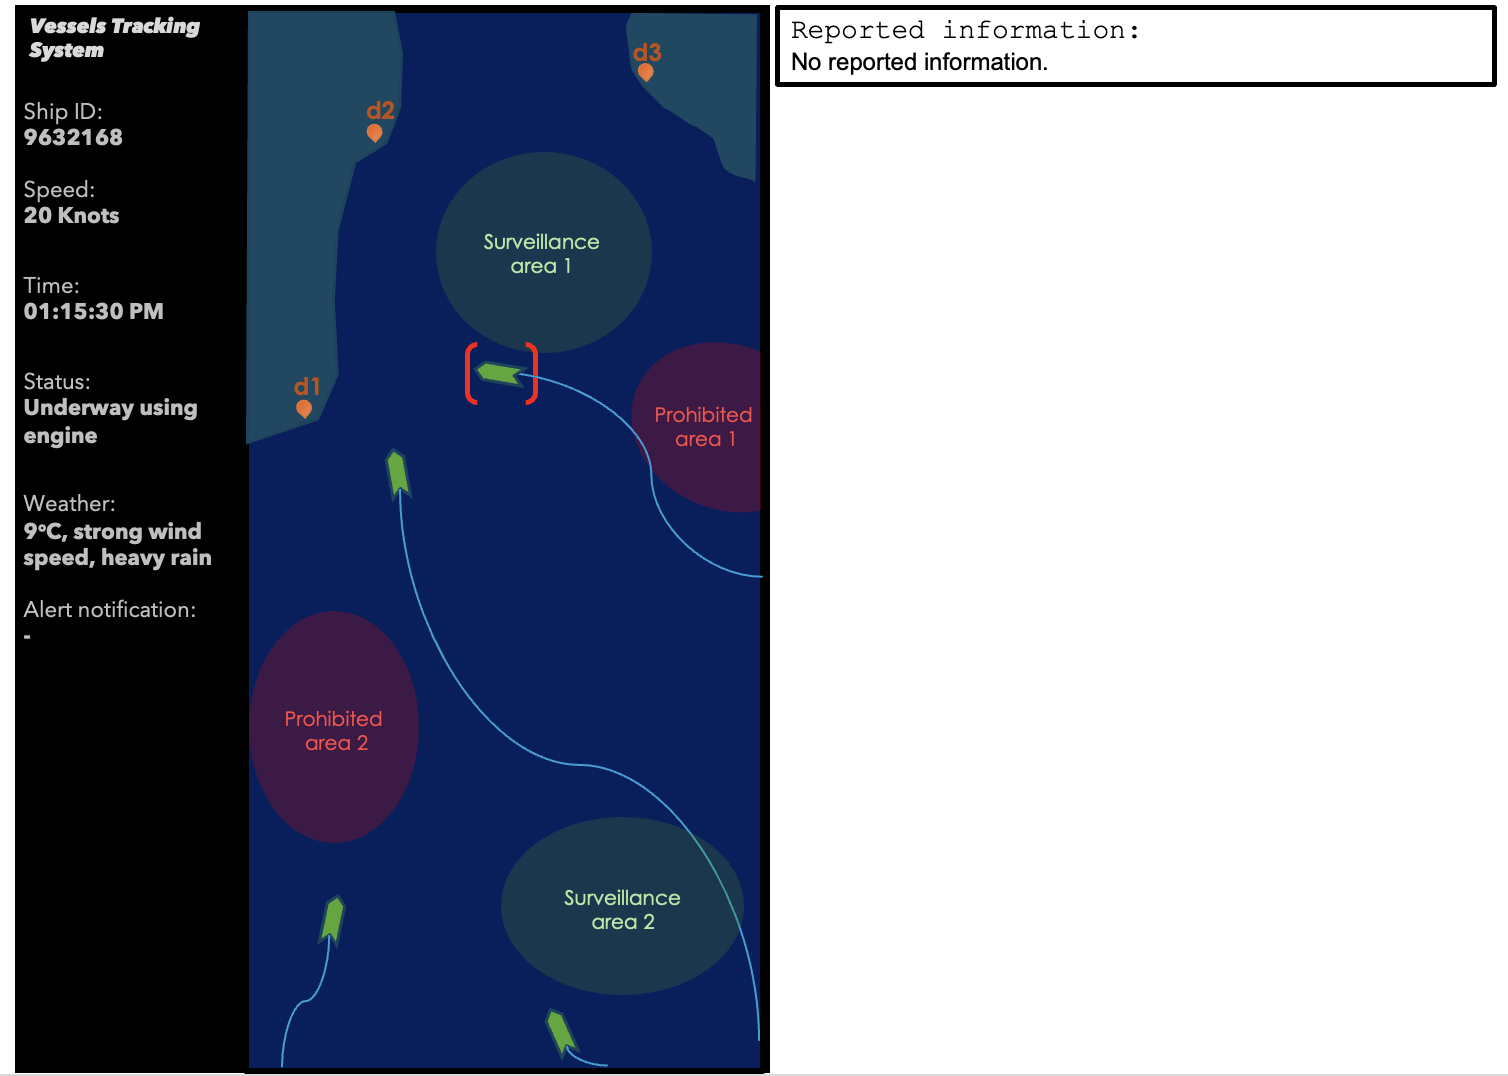 Vessels Tracking
System
Ship ID:
9632168
Speed:
20 Knots
Time:
01:15:30 PM
Status:
Underway using
engine
Weather:
9°C, strong wind
speed, heavy rain
Alert notification:
-
d3
d2
Surveillance
area 1
d1
Prohibited
area 1
Prohibited
area 2
Surveillance
area 2
Reported information:
No reported information.